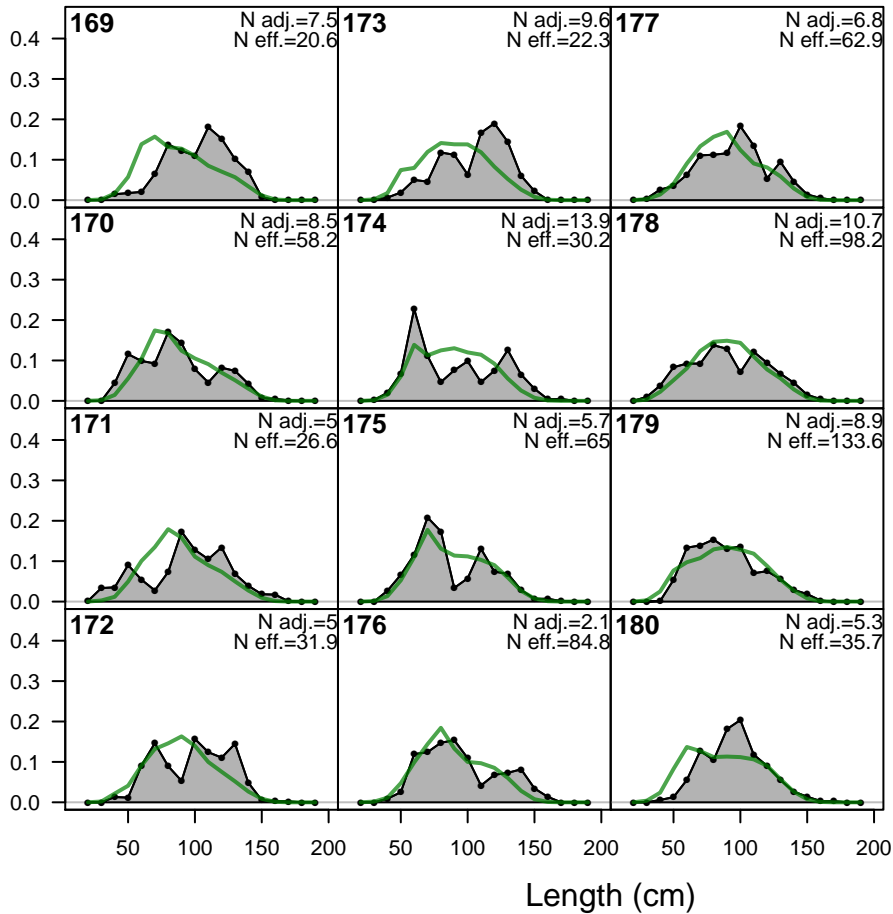 169 N adj.=7.5
N eff.=20.6
173 N adj.=9.6
N eff.=22.3
177 N adj.=6.8
N eff.=62.9
0.4
0.3
0.2
0.1
0.0
170 N adj.=8.5
N eff.=58.2
174 N adj.=13.9
N eff.=30.2
178 N adj.=10.7
N eff.=98.2
0.4
0.3
0.2
0.1
0.0
171 N adj.=5
N eff.=26.6
175 N adj.=5.7
N eff.=65
179 N adj.=8.9
N eff.=133.6
0.4
0.3
0.2
0.1
0.0
172 N adj.=5
N eff.=31.9
176 N adj.=2.1
N eff.=84.8
180 N adj.=5.3
N eff.=35.7
0.4
0.3
0.2
0.1
0.0
50 100 150 200
50 100 150 200
50 100 150 200
Length (cm)